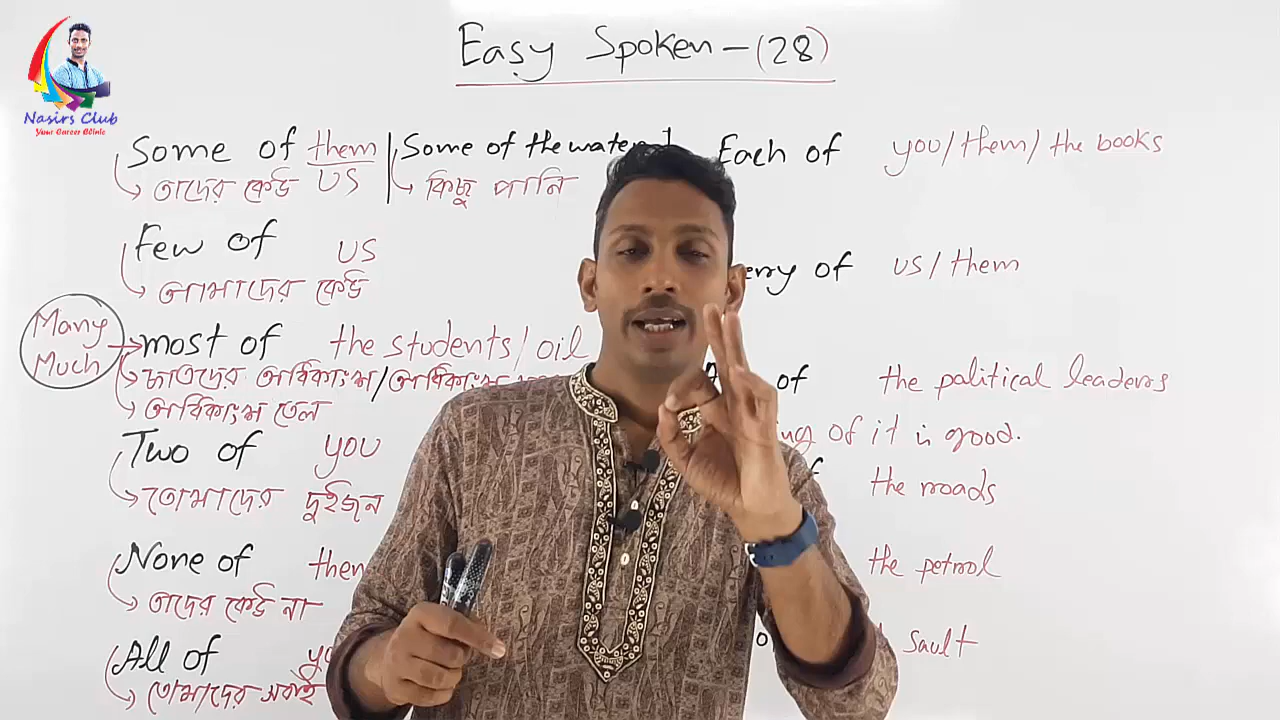 Nasirs Club
Your Career Clinic
Easy Spoken – (28)
Some of them
us
তাদের কেউ
Some of the water
কিছু পানি
Few of us
আমাদের কেউ
Many
Much
most of the students/oil
ছাত্রদের অধিকাংশ/অধিকাংশ
অধিকাংশ তেল
Two of you
তোমাদের দুইজন
None of
তাদের কেউ না
All of
তোমাদের সবাই
Each of you/them/the books
of us/them
of the palitical leaders
of it is good.
the roads
the petrol
sault